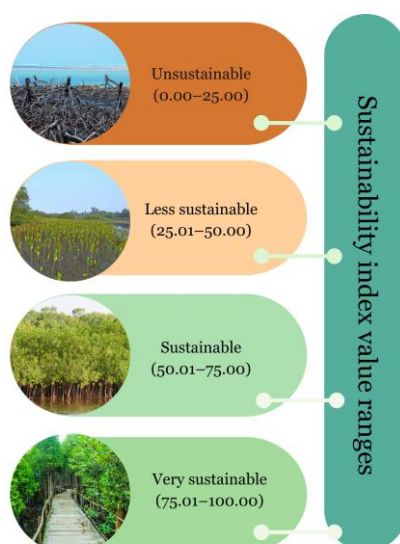 Unsustainable
(0.00–25.00)
Less sustainable
(25.01–50.00)
Sustainable
(50.01–75.00)
Very sustainable
(75.01–100.00)
Sustainability index value ranges